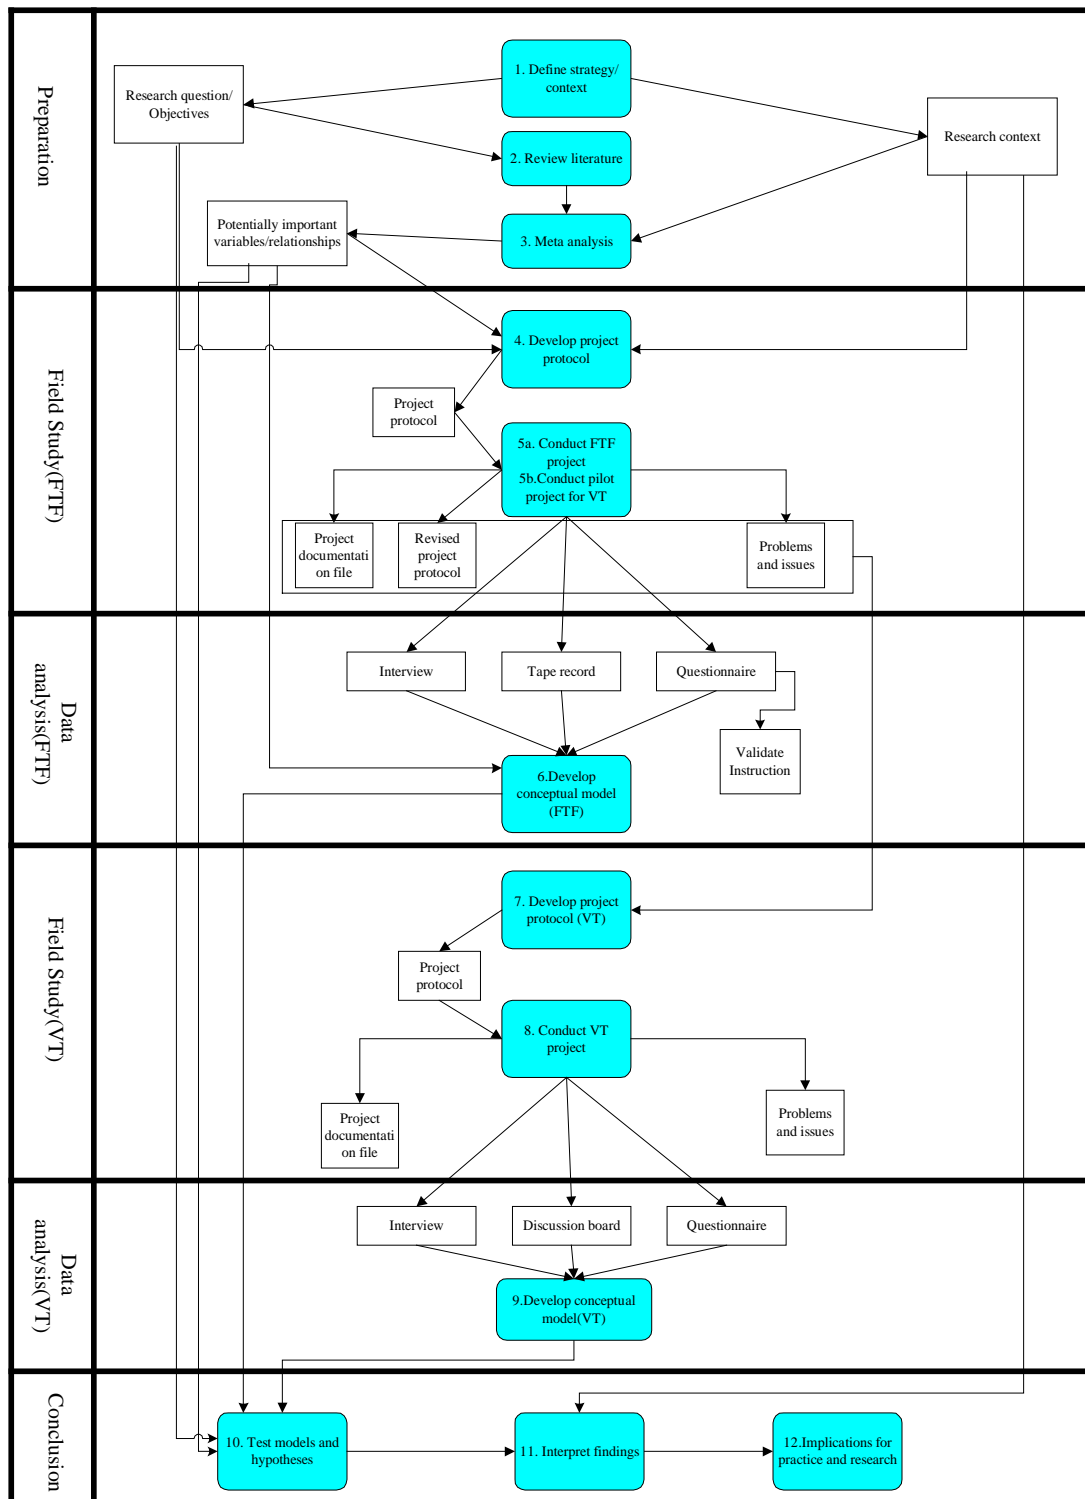 Preparation
1. Define strategy/
context
Research question/
Objectives
Research context
2. Review literature
Potentially important
variables/relationships
3. Meta analysis
Field Study(FTF)
4. Develop project
protocol
Project
protocol
5a. Conduct FTF
project
5b.Conduct pilot
project for VT
Project
documentati
on file
Revised
project
protocol
Problems
and issues
Data
analysis(FTF)
Interview
Tape record
Questionnaire
Validate
Instruction
6.Develop
conceptual model
(FTF)
Field Study(VT)
7. Develop project
protocol (VT)
Project
protocol
8. Conduct VT
project
Project
documentati
on file
Problems
and issues
Data
analysis(VT)
Interview
Discussion board
Questionnaire
9.Develop conceptual
model(VT)
Conclusion
10. Test models and
hypotheses
11. Interpret findings
12.Implications for
practice and research